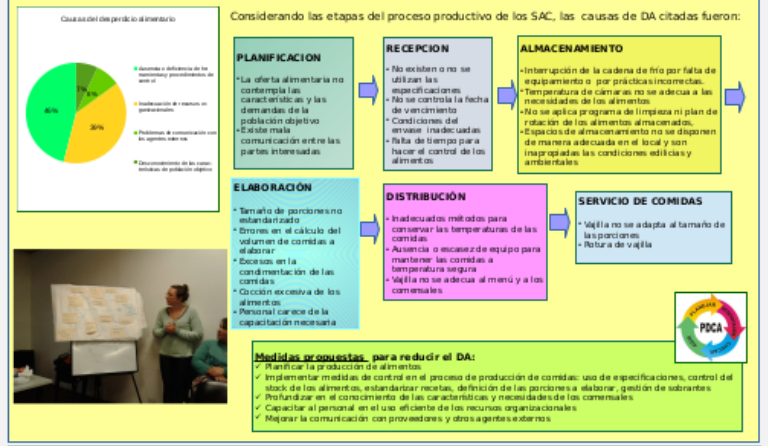 Causas del desperdicio alimentario
Considerando las etapas del proceso productivo de los SAC, las causas de DA citadas fueron:
46%
39%
7%
8%
Ausencia o deficiencia de
procedimientos de
control
Inadecuación de recursos
organizacionales
Problemas de comunicación con
los agentes externos
Desconocimiento de las carac-
terísticas de población objetivo
PLANIFICACION
•La oferta alimentaria no
contempla las
características y las
demandas de la
población objetivo
•Existe mala
comunicación entre las
partes interesadas
RECEPCIÓN
• No existen o no se
utilizan las
especificaciones
•No se controla la fecha
de vencimiento
• Condiciones del
envase inadecuadas
•Falta de tiempo para
hacer el control de los
alimentos
ALMACENAMIENTO
•Interrupción de la cadena de frío por falta de
equipamiento o por prácticas incorrectas.
•Temperatura de cámaras no se adecua a las
necesidades de los alimentos
•No se aplica programa de limpieza ni plan de
rotación de los alimentos almacenados,
•Espacios de almacenamiento no se disponen
de manera adecuada en el local y son
inapropiadas las condiciones edilicias y
ambientales
ELABORACIÓN
• Tamaño de porciones no
estandarizado
• Errores en el cálculo del
volumen de comidas a
elaborar
• Excesos en la
condimentación de las
comidas
• Cocción excesiva de los
alimentos
• Personal carece de la
capacitación necesaria
DISTRIBUCIÓN
• Inadecuados métodos para
conservar las temperaturas de las
comidas
• Ausencia o escasez de equipo para
mantener las comidas a
temperatura segura
• Vajilla no se adecua al menú y a los
comensales
SERVICIO DE COMIDAS
• Vajilla no se adapta al tamaño de
las porciones
• Rotura de vajilla
PDCA
Medidas propuestas para reducir el DA:
✓ Planificar la producción de alimentos
✓ Implementar medidas de control en el proceso de producción de comidas: uso de especificaciones, control del
stock de los alimentos, estandarizar recetas, definición de las porciones a elaborar, gestión de sobrantes
✓ Profundizar en el conocimiento de las características y necesidades de los comensales
✓ Capacitar al personal en el uso eficiente de los recursos organizacionales
✓ Mejorar la comunicación con proveedores y otros agentes externos